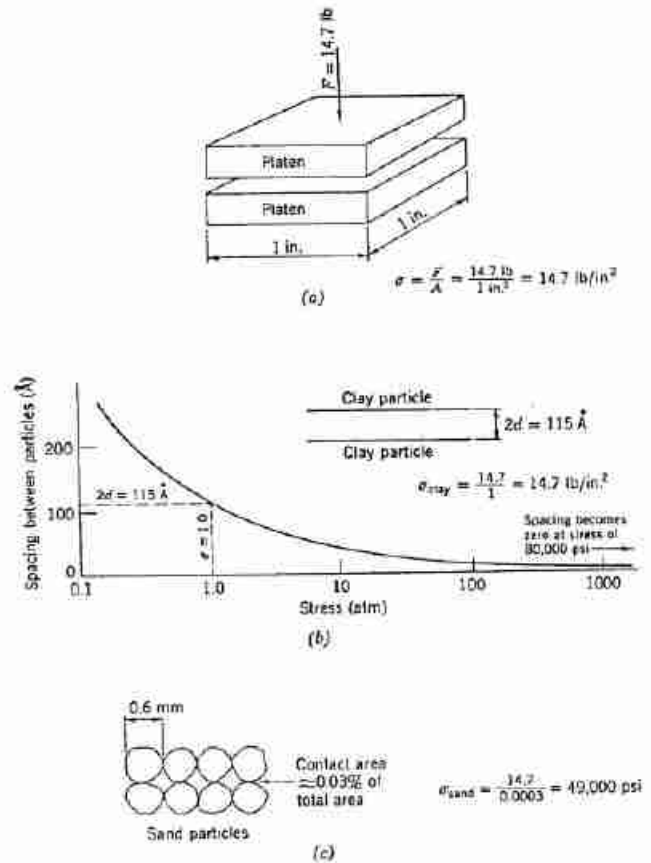 F = 14.7 lb
Platen
Platen
1 in.
1 in.
(a)
σ = F/A = 14.7 lb/1 in.² = 14.7 lb/in²
Spacing between particles (Å)
200
100
0
2d = 115 Å
σ = 1.0
Clay particle
2d = 115 Å
Clay particle
σclay = 14.7/1 = 14.7 lb/in.²
Spacing becomes
zero at stress of
80,000 psi
0.1
1.0
10
100
1000
Stress (atm)
(b)
0.6 mm
Contact area
≈0.03% of
total area
Sand particles
σsand = 14.7/0.0003 = 49,000 psi
(c)